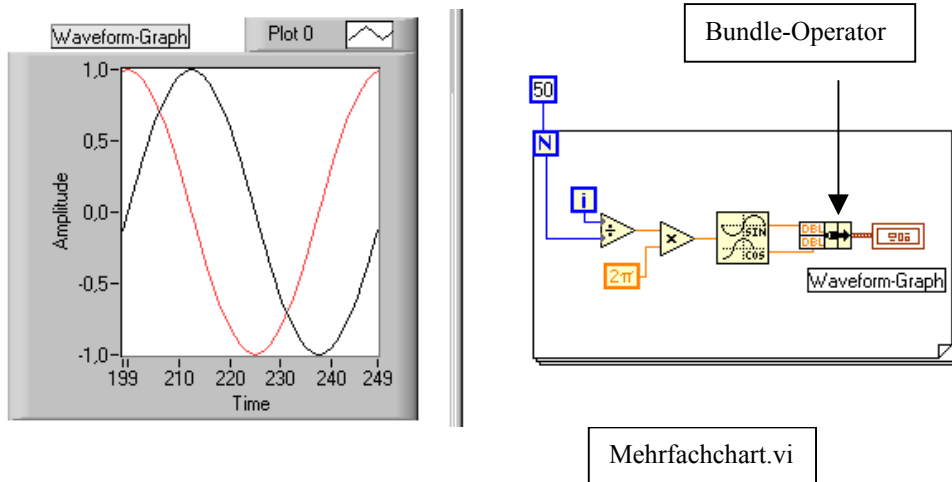 Waveform-Graph
Plot 0
1,0
0,5
0,0
-0,5
-1,0
Amplitude
199 210 220 230 240 249
Time
Bundle-Operator
50
N
i
÷
x
2π
SIN
COS
DBL
DBL
Waveform-Graph
Mehrfachchart.vi